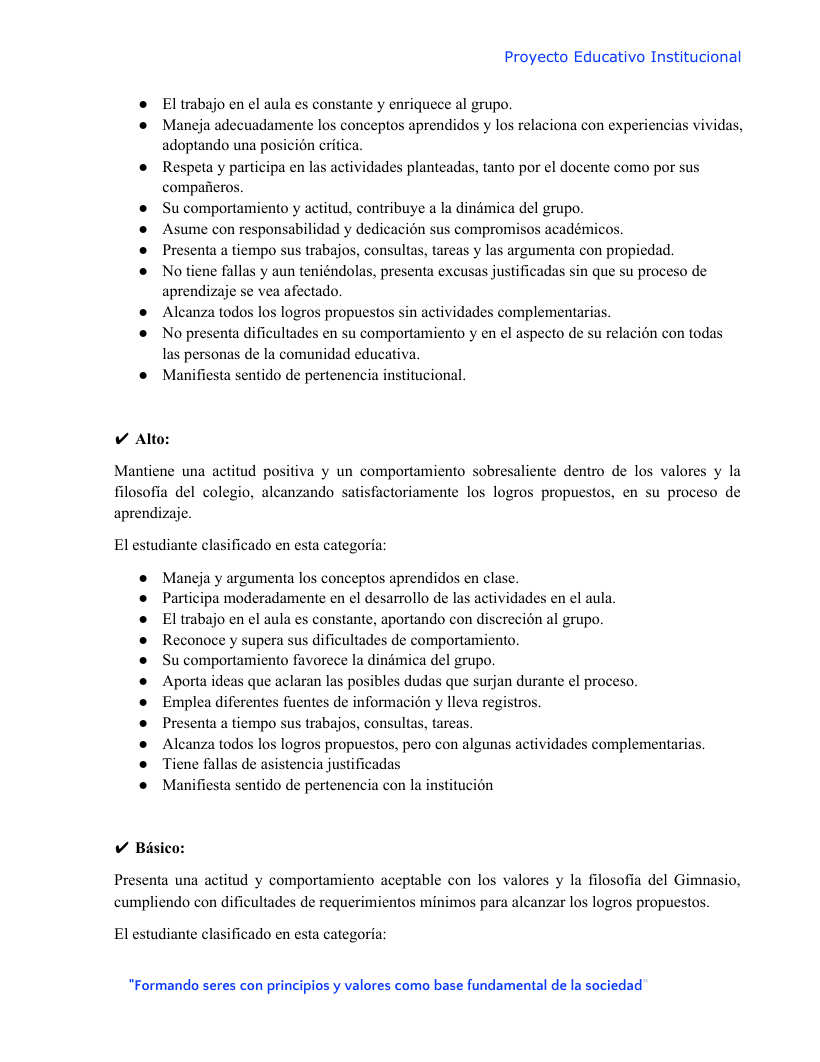 Proyecto Educativo Institucional
● El trabajo en el aula es constante y enriquece al grupo.
● Maneja adecuadamente los conceptos aprendidos y los relaciona con experiencias vividas,
adoptando una posición crítica.
● Respeta y participa en las actividades planteadas, tanto por el docente como por sus
compañeros.
● Su comportamiento y actitud, contribuye a la dinámica del grupo.
● Asume con responsabilidad y dedicación sus compromisos académicos.
● Presenta a tiempo sus trabajos, consultas, tareas y las argumenta con propiedad.
● No tiene fallas y aun teniéndolas, presenta excusas justificadas sin que su proceso de
aprendizaje se vea afectado.
● Alcanza todos los logros propuestos sin actividades complementarias.
● No presenta dificultades en su comportamiento y en el aspecto de su relación con todas
las personas de la comunidad educativa.
● Manifiesta sentido de pertenencia institucional.
✔ Alto:
Mantiene una actitud positiva y un comportamiento sobresaliente dentro de los valores y la
filosofía del colegio, alcanzando satisfactoriamente los logros propuestos, en su proceso de
aprendizaje.
El estudiante clasificado en esta categoría:
● Maneja y argumenta los conceptos aprendidos en clase.
● Participa moderadamente en el desarrollo de las actividades en el aula.
● El trabajo en el aula es constante, aportando con discreción al grupo.
● Reconoce y supera sus dificultades de comportamiento.
● Su comportamiento favorece la dinámica del grupo.
● Aporta ideas que aclaran las posibles dudas que surjan durante el proceso.
● Emplea diferentes fuentes de información y lleva registros.
● Presenta a tiempo sus trabajos, consultas, tareas.
● Alcanza todos los logros propuestos, pero con algunas actividades complementarias.
● Tiene fallas de asistencia justificadas
● Manifiesta sentido de pertenencia con la institución
✔ Básico:
Presenta una actitud y comportamiento aceptable con los valores y la filosofía del Gimnasio,
cumpliendo con dificultades de requerimientos mínimos para alcanzar los logros propuestos.
El estudiante clasificado en esta categoría:
"Formando seres con principios y valores como base fundamental de la sociedad"